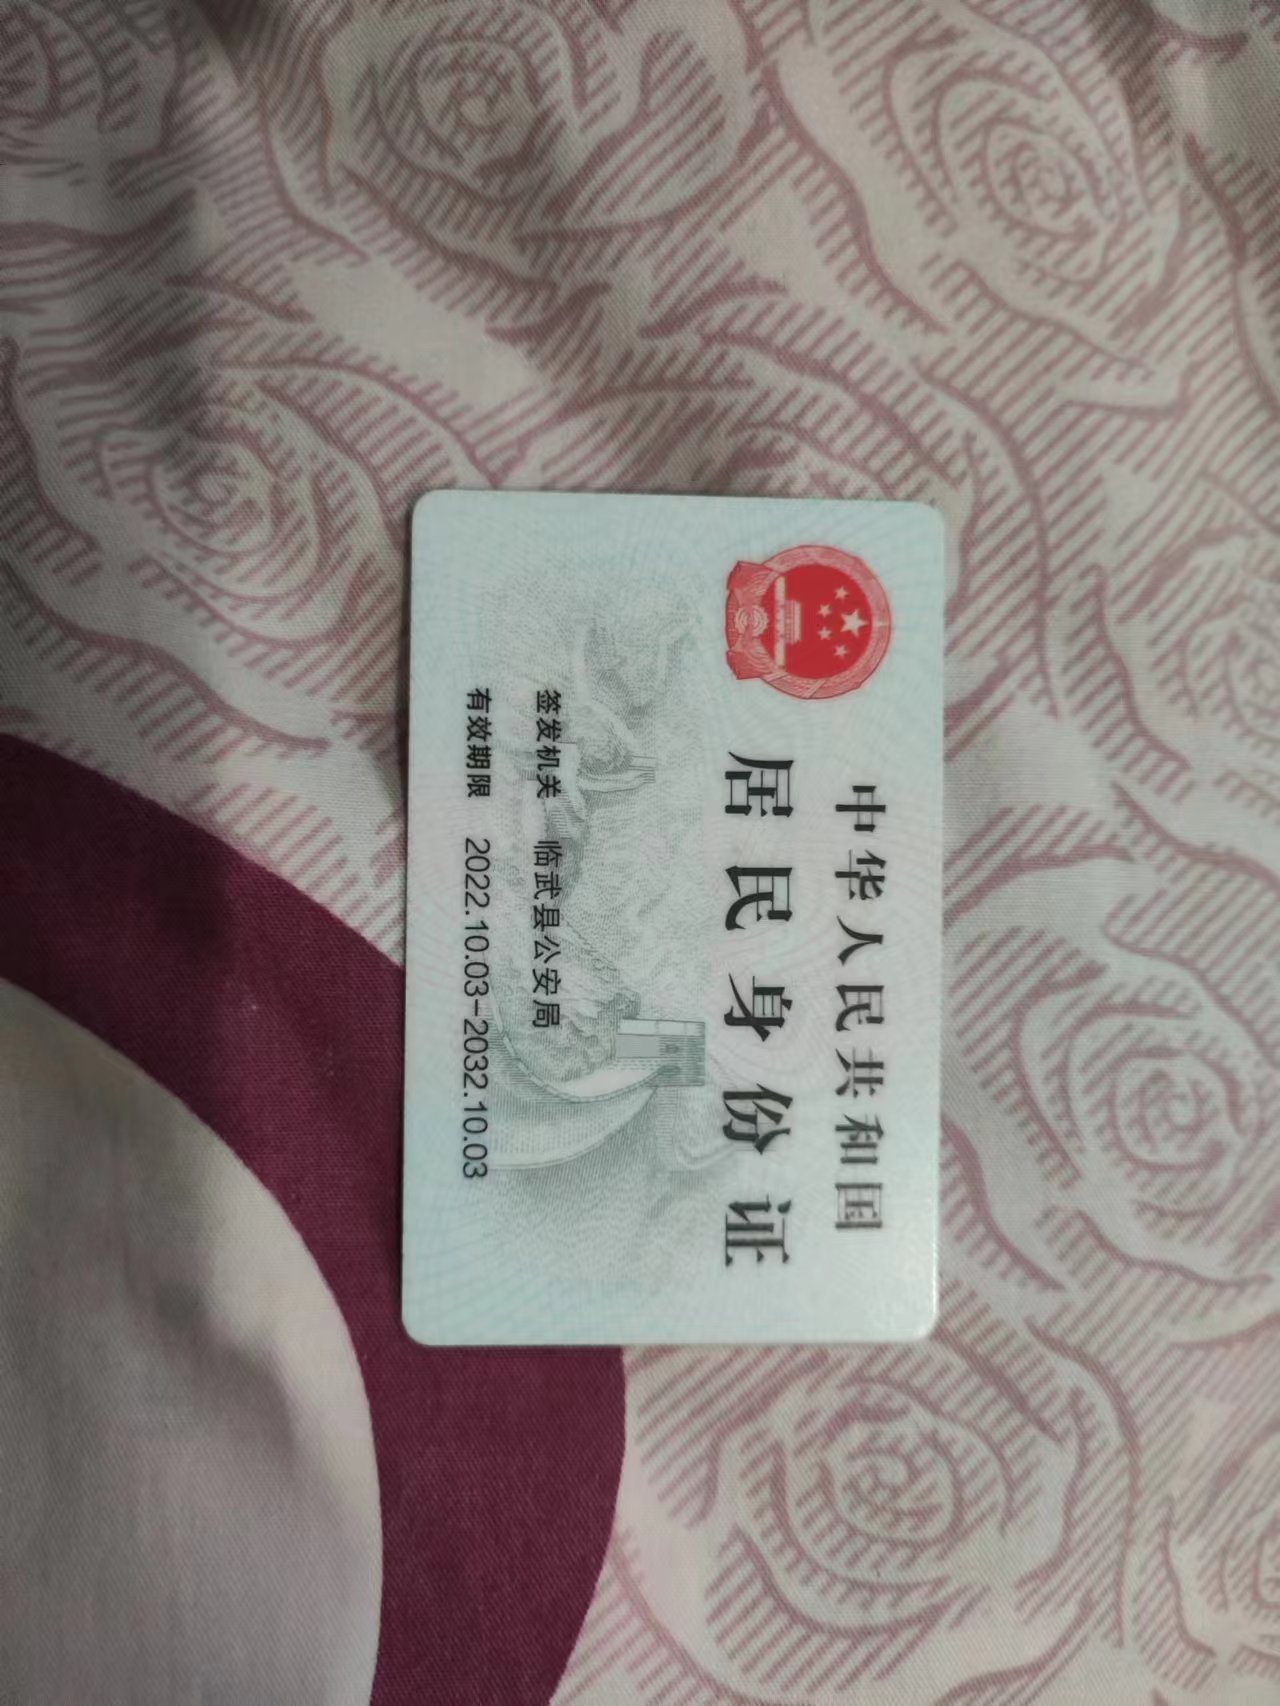 中华人民共和国
居民身份证
签发机关 临武县公安局
有效期限 2022.10.03-2032.10.03